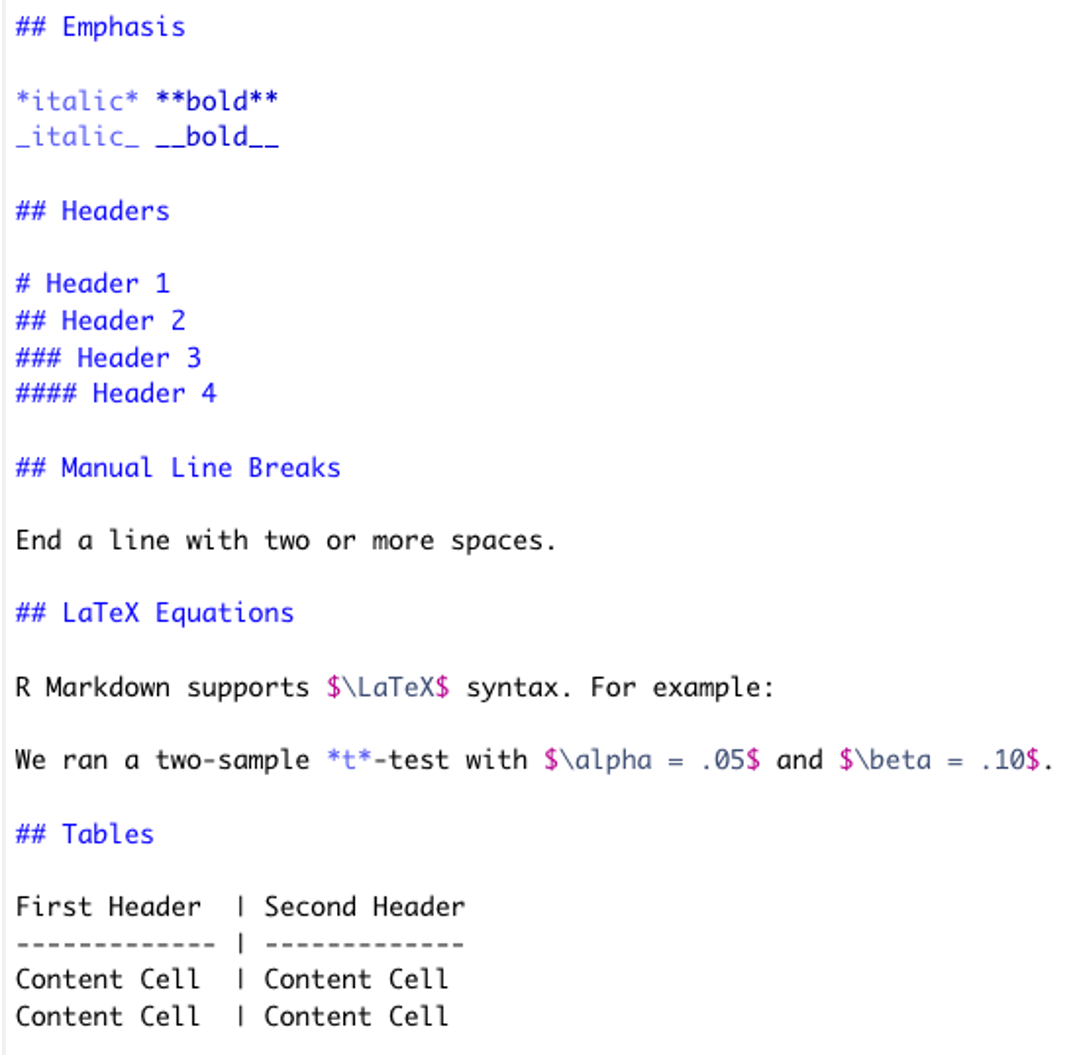 ## Emphasis
*italic* **bold**
_italic_ __bold__
## Headers
# Header 1
## Header 2
### Header 3
#### Header 4
## Manual Line Breaks
End a line with two or more spaces.
## LaTeX Equations
R Markdown supports $\LaTeX$ syntax. For example:
We ran a two-sample *t*-test with $\alpha = .05$ and $\beta = .10$.
## Tables
First Header  | Second Header
------------- | -------------
Content Cell  | Content Cell
Content Cell  | Content Cell